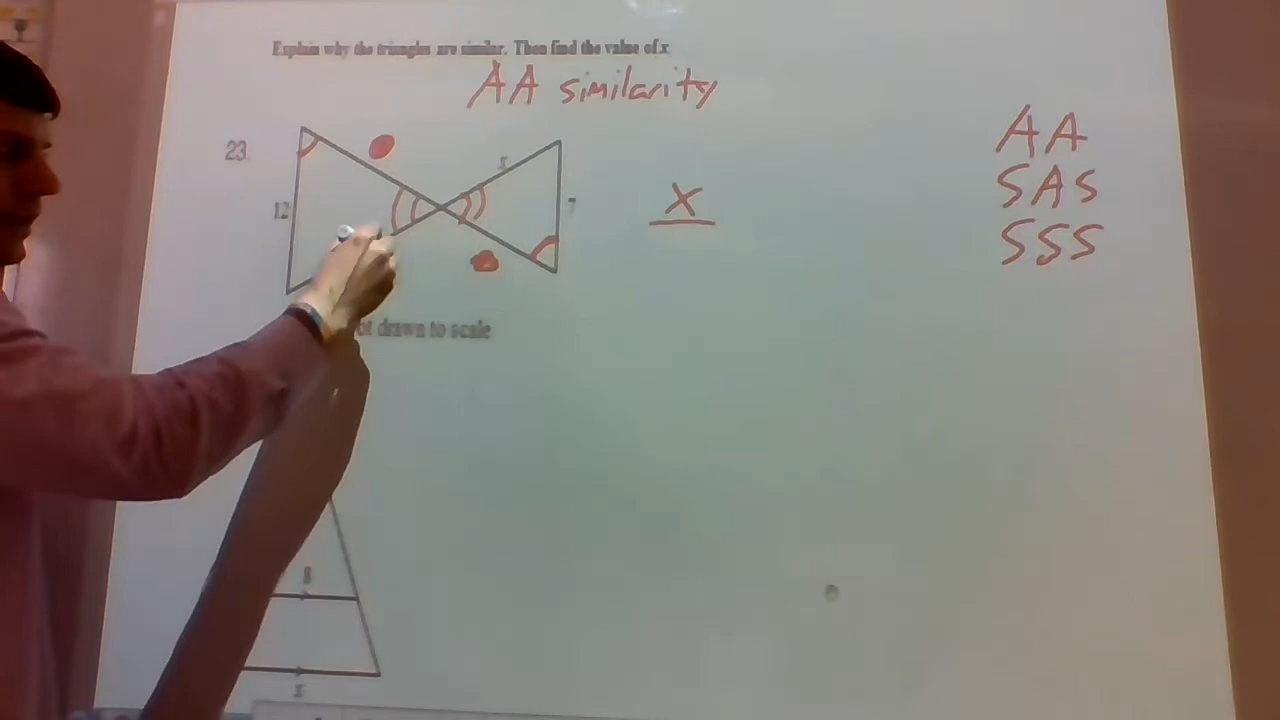 Explain why the triangles are similar. Then find the value of x
AA similarity
23.
12
x
7
x
AA
SAS
SSS
drawn to scale
8
x